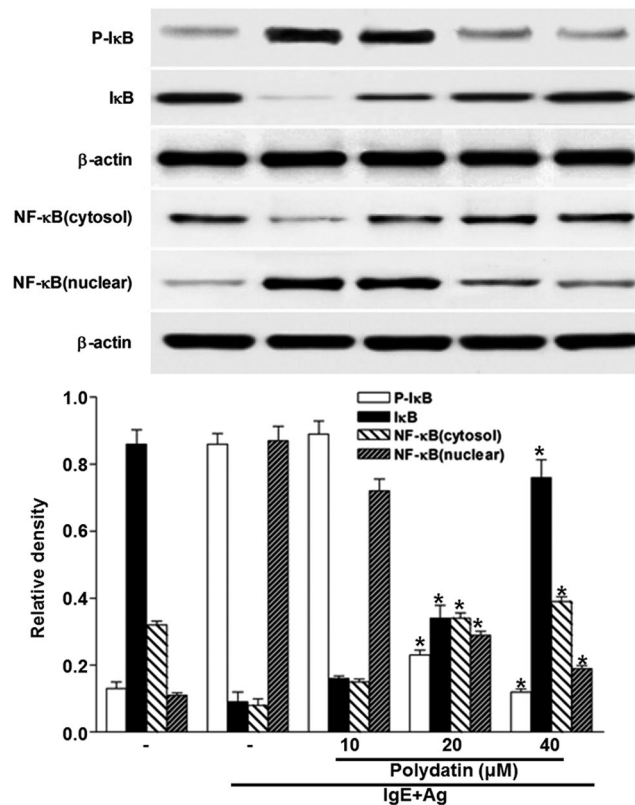 P-IκB
IκB
β-actin
NF-κB(cytosol)
NF-κB(nuclear)
β-actin
P-IκB
IκB
NF-κB(cytosol)
NF-κB(nuclear)
Relative density
1.0
0.8
0.6
0.4
0.2
0.0
* * * *
* * * *
- - 10 20 40
Polydatin (μM)
IgE+Ag